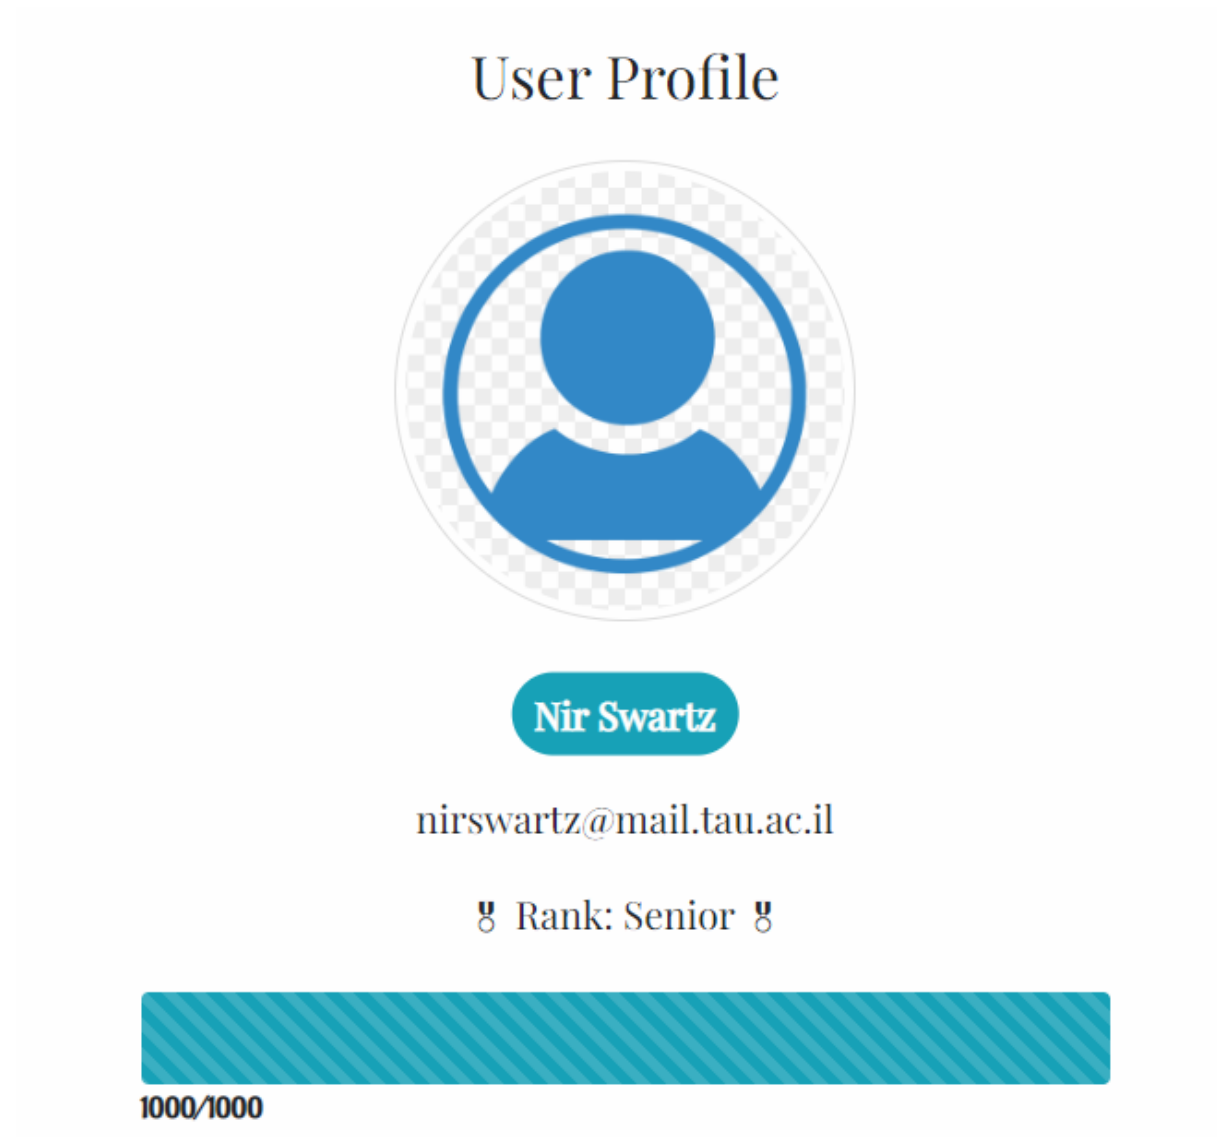 User Profile
Nir Swartz
nirswartz@mail.tau.ac.il
🎖 Rank: Senior 🎖
1000/1000